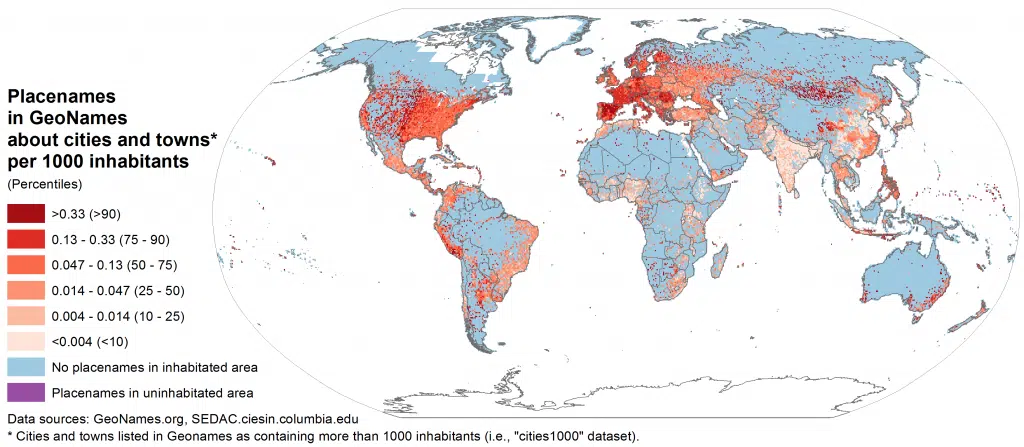 Placenames
in GeoNames
about cities and towns*
per 1000 inhabitants
(Percentiles)
>0.33 (>90)
0.13 - 0.33 (75 - 90)
0.047 - 0.13 (50 - 75)
0.014 - 0.047 (25 - 50)
0.004 - 0.014 (10 - 25)
<0.004 (<10)
No placenames in inhabitated area
Placenames in uninhabitated area
Data sources: GeoNames.org, SEDAC.ciesin.columbia.edu
* Cities and towns listed in Geonames as containing more than 1000 inhabitants (i.e., "cities1000" dataset).